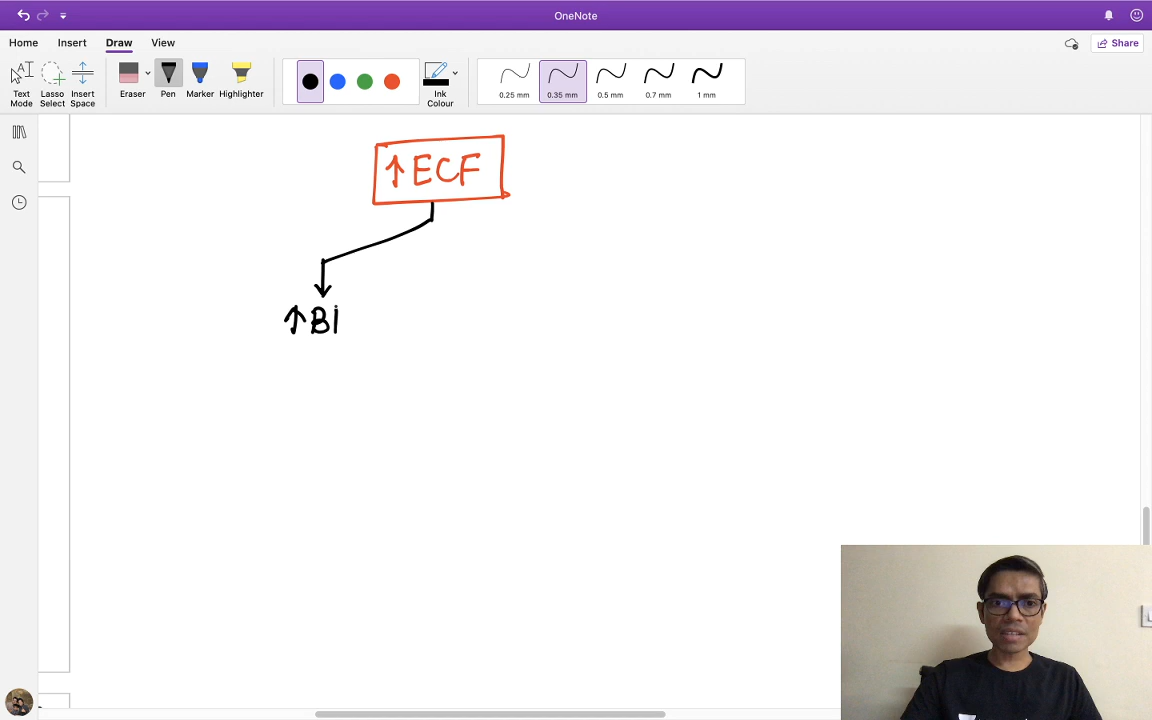 OneNote
Home Insert Draw View
Share
Text Mode
Lasso Select
Insert Space
Eraser
Pen
Marker
Highlighter
Ink Colour
0.25 mm
0.35 mm
0.5 mm
0.7 mm
1 mm
↑ECF
↑Bl